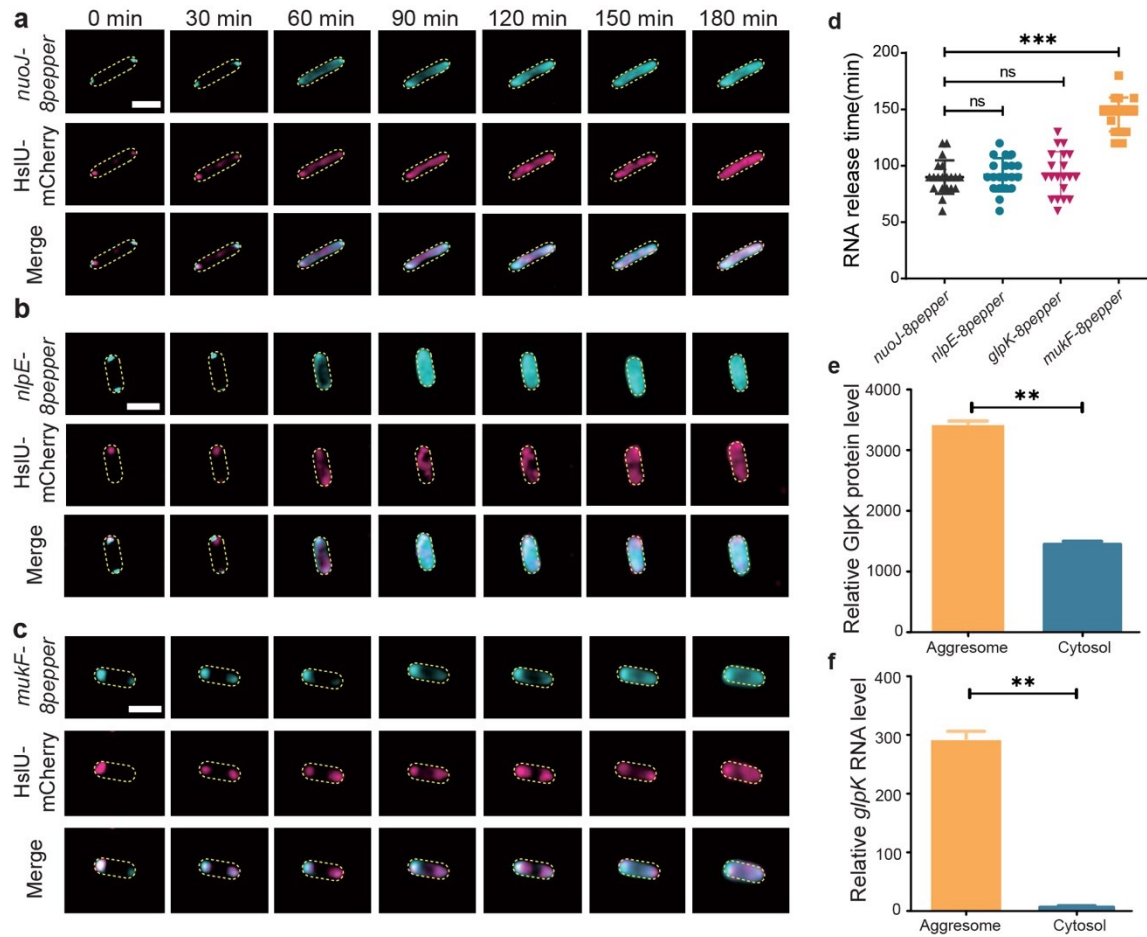 a
0 min 30 min 60 min 90 min 120 min 150 min 180 min
nuoJ-
8pepper
HslU-
mCherry
Merge
b
nlpE-
8pepper
HslU-
mCherry
Merge
c
mukF-
8pepper
HslU-
mCherry
Merge
d
RNA release time(min)
200
150
100
50
0
***
ns
ns
nuoJ-8pepper
nlpE-8pepper
glpK-8pepper
mukF-8pepper
e
Relative GlpK protein level
4000
3000
2000
1000
0
**
Aggresome Cytosol
f
Relative glpK RNA level
400
300
200
100
0
**
Aggresome Cytosol